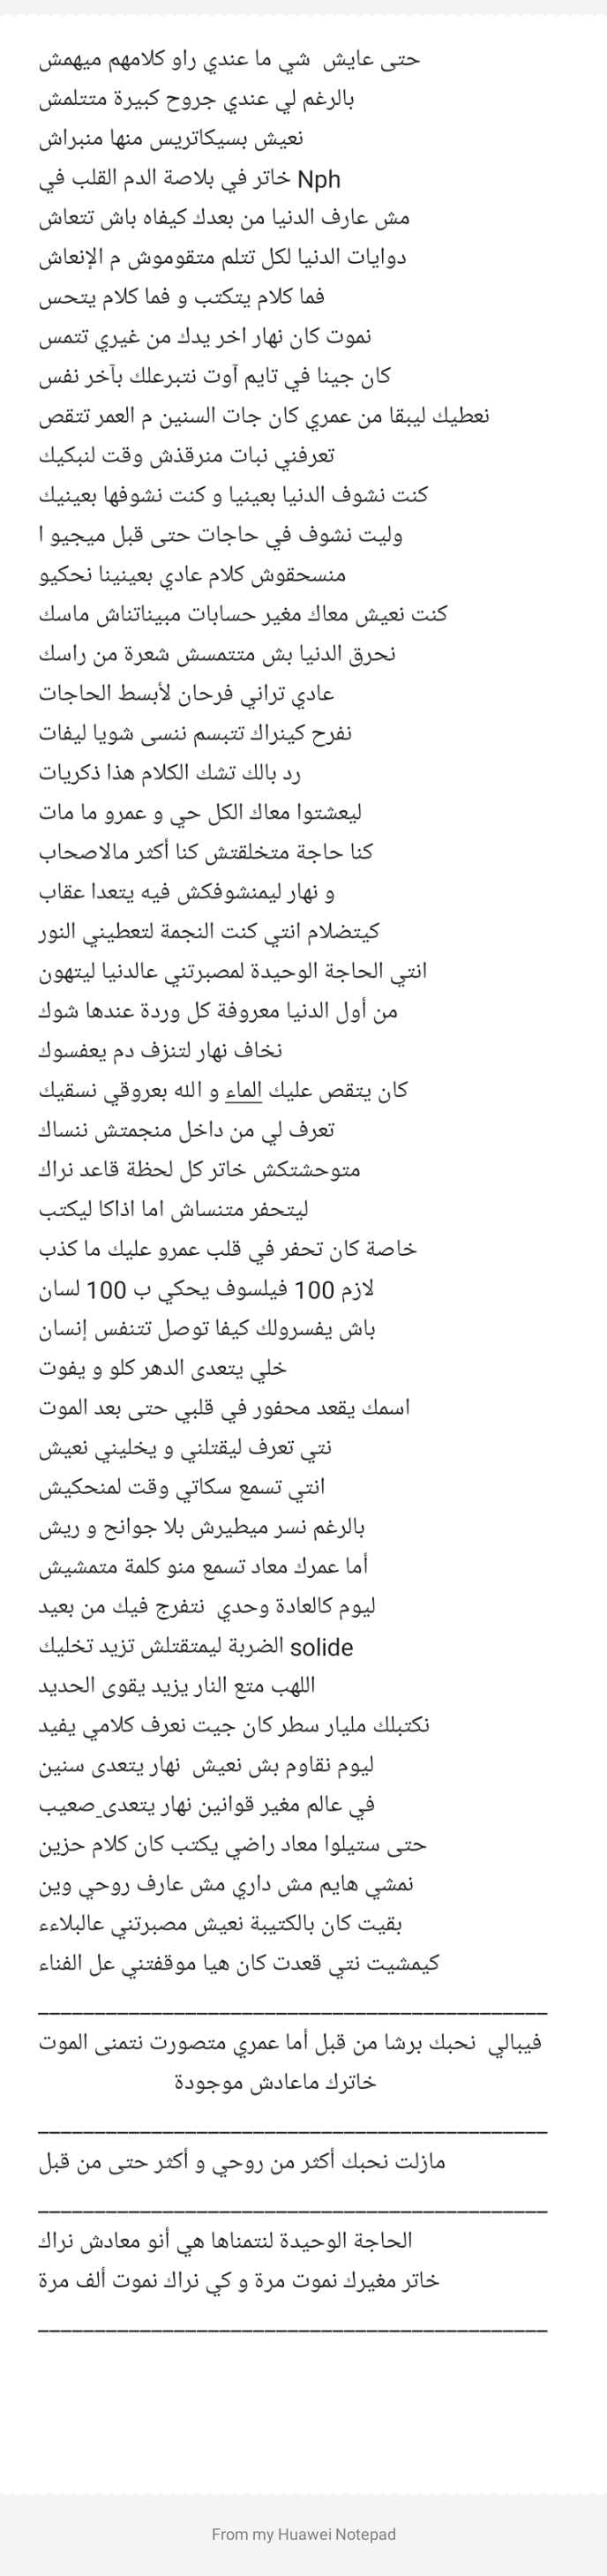 حتى عايش  شي ما عندي راو كلامهم ميهمش
بالرغم لي عندي جروح كبيرة متتلمش
نعيش بسيكاتريس منها منبراش
خاتر في بلاصة الدم القلب في Nph
مش عارف الدنيا من بعدك كيفاه باش تتعاش
دوايات الدنيا لكل تتلم متقوموش م الإنعاش
فما كلام يتكتب و فما كلام يتحس
نموت كان نهار اخر يدك من غيري تتمس
كان جينا في تايم آوت نتبرعلك بآخر نفس
نعطيك ليبقا من عمري كان جات السنين م العمر تتقص
تعرفني نبات منرقذش وقت لنبكيك
كنت نشوف الدنيا بعينيا و كنت نشوفها بعينيك
وليت نشوف في حاجات حتى قبل ميجيو ا
منسحقوش كلام عادي بعينينا نحكيو
كنت نعيش معاك مغير حسابات مبيناتناش ماسك
نحرق الدنيا بش متتمسش شعرة من راسك
عادي تراني فرحان لأبسط الحاجات
نفرح كينراك تتبسم ننسى شويا ليفات
رد بالك تشك الكلام هذا ذكريات
ليعشتوا معاك الكل حي و عمرو ما مات
كنا حاجة متخلقتش كنا أكثر مالاصحاب
و نهار ليمنشوفكش فيه يتعدا عقاب
كيتضلام انتي كنت النجمة لتعطيني النور
انتي الحاجة الوحيدة لمصبرتني عالدنيا ليتهون
من أول الدنيا معروفة كل وردة عندها شوك
نخاف نهار لتنزف دم يعفسوك
كان يتقص عليك الماء و الله بعروقي نسقيك
تعرف لي من داخل منجمتش ننساك
متوحشتكش خاتر كل لحظة قاعد نراك
ليتحفر متنساش اما اذاكا ليكتب
خاصة كان تحفر في قلب عمرو عليك ما كذب
لازم 100 فيلسوف يحكي ب 100 لسان
باش يفسرولك كيفا توصل تتنفس إنسان
خلي يتعدى الدهر كلو و يفوت
اسمك يقعد محفور في قلبي حتى بعد الموت
نتي تعرف ليقتلني و يخليني نعيش
انتي تسمع سكاتي وقت لمنحكيش
بالرغم نسر ميطيرش بلا جوانح و ريش
أما عمرك معاد تسمع منو كلمة متمشيش
ليوم كالعادة وحدي  نتفرج فيك من بعيد
الضربة ليمتقتلش تزيد تخليك solide
اللهب متع النار يزيد يقوى الحديد
نكتبلك مليار سطر كان جيت نعرف كلامي يفيد
ليوم نقاوم بش نعيش  نهار يتعدى سنين
في عالم مغير قوانين نهار يتعدى_صعيب
حتى ستيلوا معاد راضي يكتب كان كلام حزين
نمشي هايم مش داري مش عارف روحي وين
بقيت كان بالكتيبة نعيش مصبرتني عالبلاءء
كيمشيت نتي قعدت كان هيا موقفتني عل الفناء
ــــــــــــــــــــــــــــــــــــــــــــــــــــ
فيبالي  نحبك برشا من قبل أما عمري متصورت نتمنى الموت
خاترك ماعادش موجودة
ــــــــــــــــــــــــــــــــــــــــــــــــــــ
مازلت نحبك أكثر من روحي و أكثر حتى من قبل
ــــــــــــــــــــــــــــــــــــــــــــــــــــ
الحاجة الوحيدة لنتمناها هي أنو معادش نراك
خاتر مغيرك نموت مرة و كي نراك نموت ألف مرة
ــــــــــــــــــــــــــــــــــــــــــــــــــــ
From my Huawei Notepad